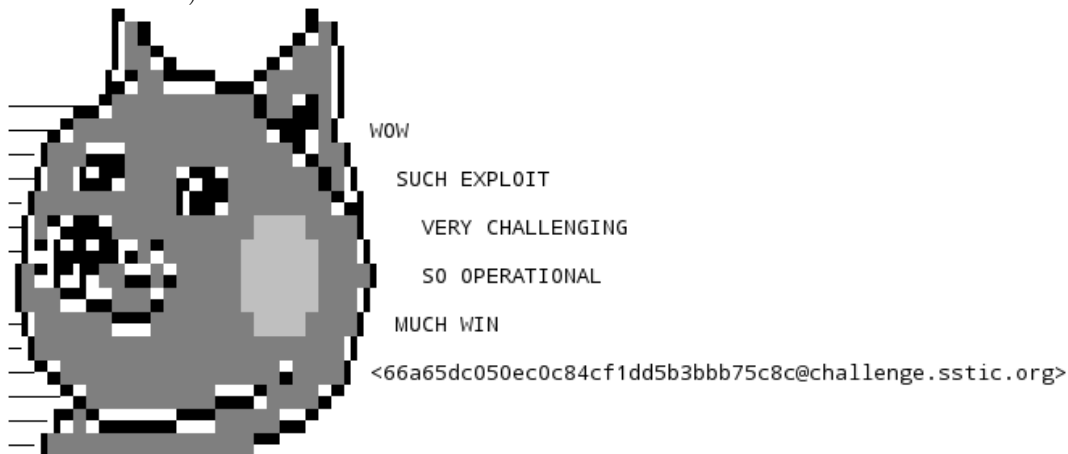 WOW
SUCH EXPLOIT
VERY CHALLENGING
SO OPERATIONAL
MUCH WIN
<66a65dc050ec0c84cf1dd5b3bbb75c8c@challenge.sstic.org>